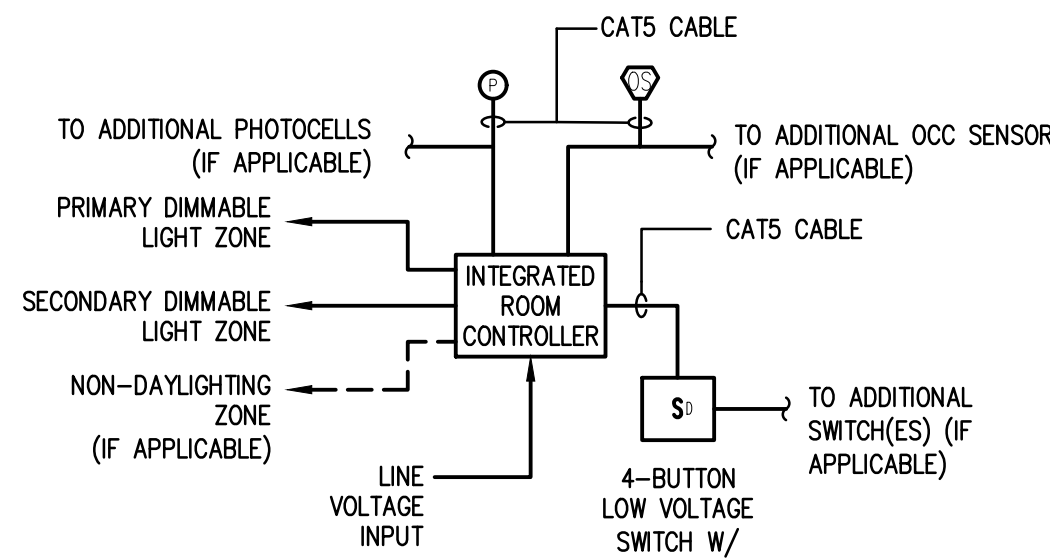 CAT5 CABLE
P
OS
TO ADDITIONAL PHOTOCELLS
(IF APPLICABLE)
TO ADDITIONAL OCC SENSOR
(IF APPLICABLE)
PRIMARY DIMMABLE
LIGHT ZONE
CAT5 CABLE
INTEGRATED
ROOM
CONTROLLER
SECONDARY DIMMABLE
LIGHT ZONE
NON-DAYLIGHTING
ZONE
(IF APPLICABLE)
SD
TO ADDITIONAL
SWITCH(ES) (IF
APPLICABLE)
LINE
VOLTAGE
INPUT
4-BUTTON
LOW VOLTAGE
SWITCH W/